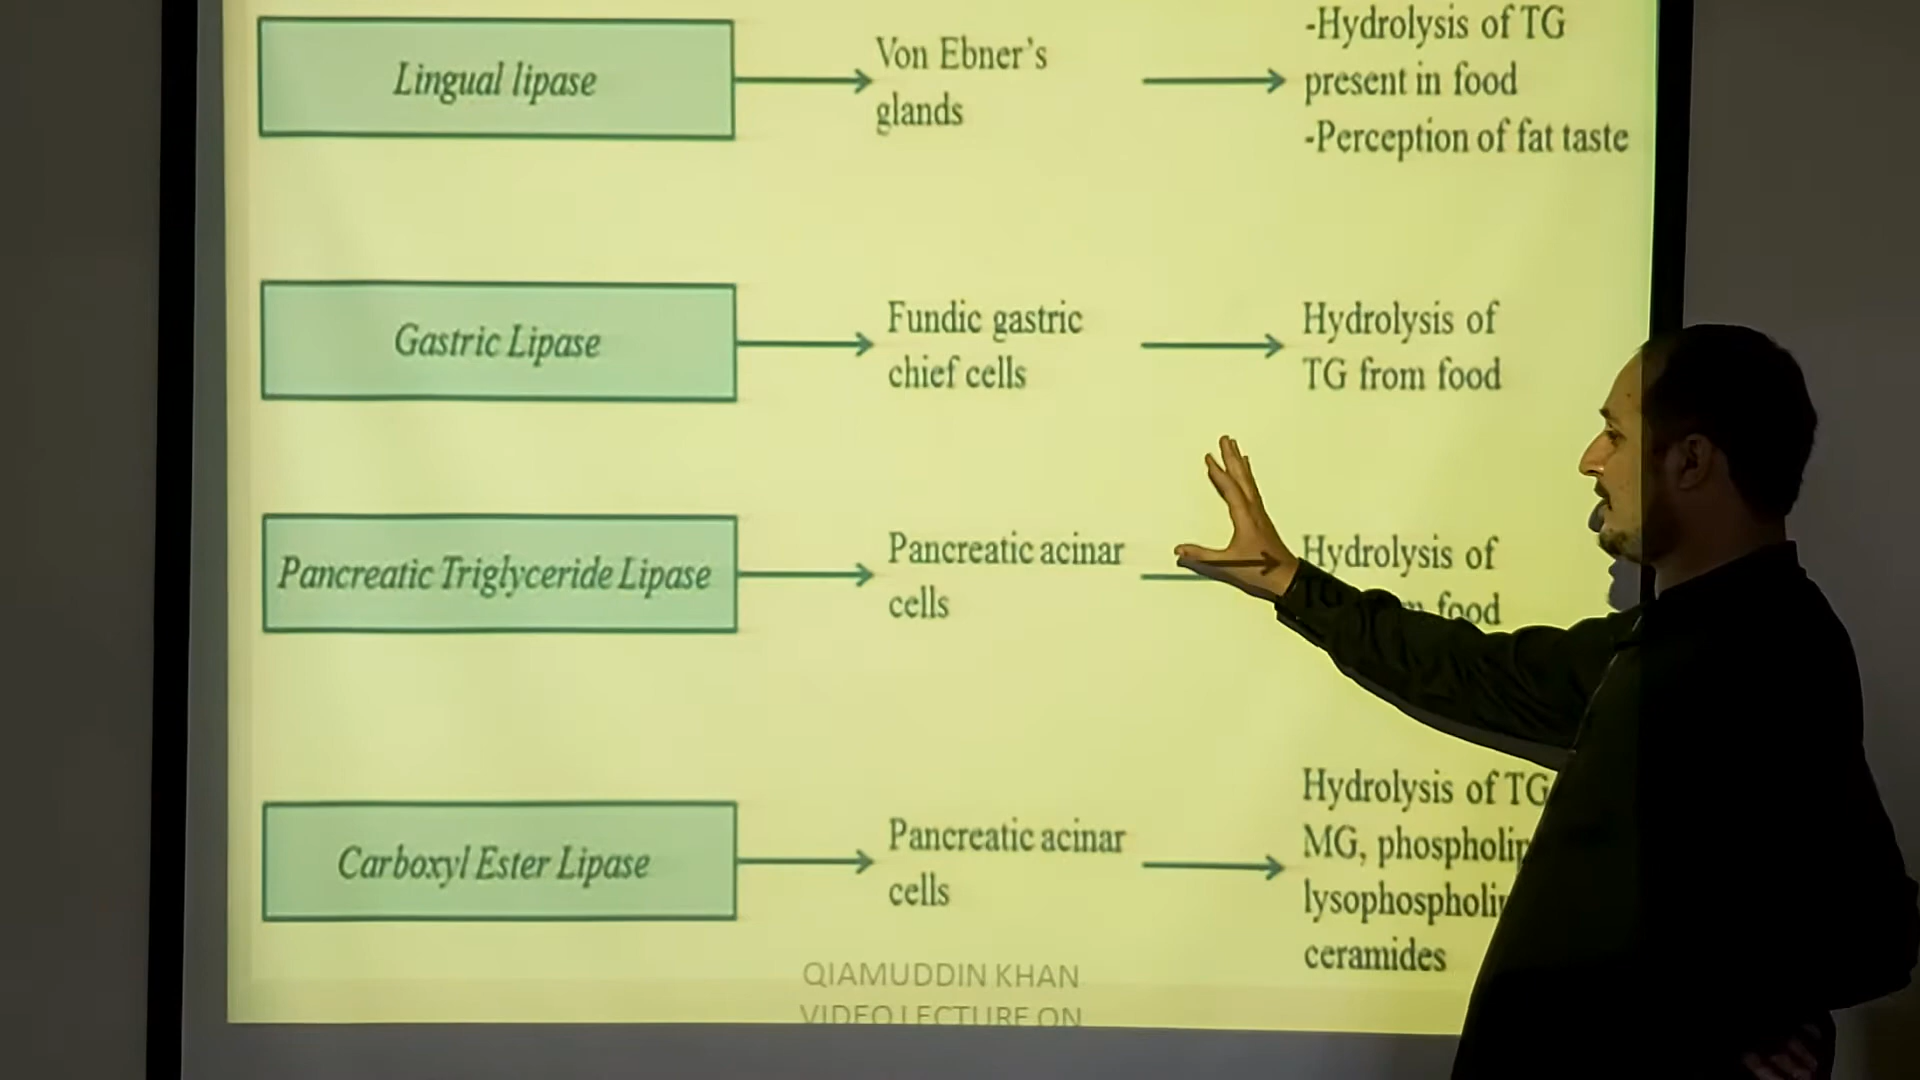 Lingual lipase
Von Ebner's
glands
-Hydrolysis of TG
present in food
-Perception of fat taste
Gastric Lipase
Fundic gastric
chief cells
Hydrolysis of
TG from food
Pancreatic Triglyceride Lipase
Pancreatic acinar
cells
Hydrolysis of
TG food
Carboxyl Ester Lipase
Pancreatic acinar
cells
Hydrolysis of TG
MG,
ceramides
QIAMUDDIN KHAN
VIDEO LECTURE ON